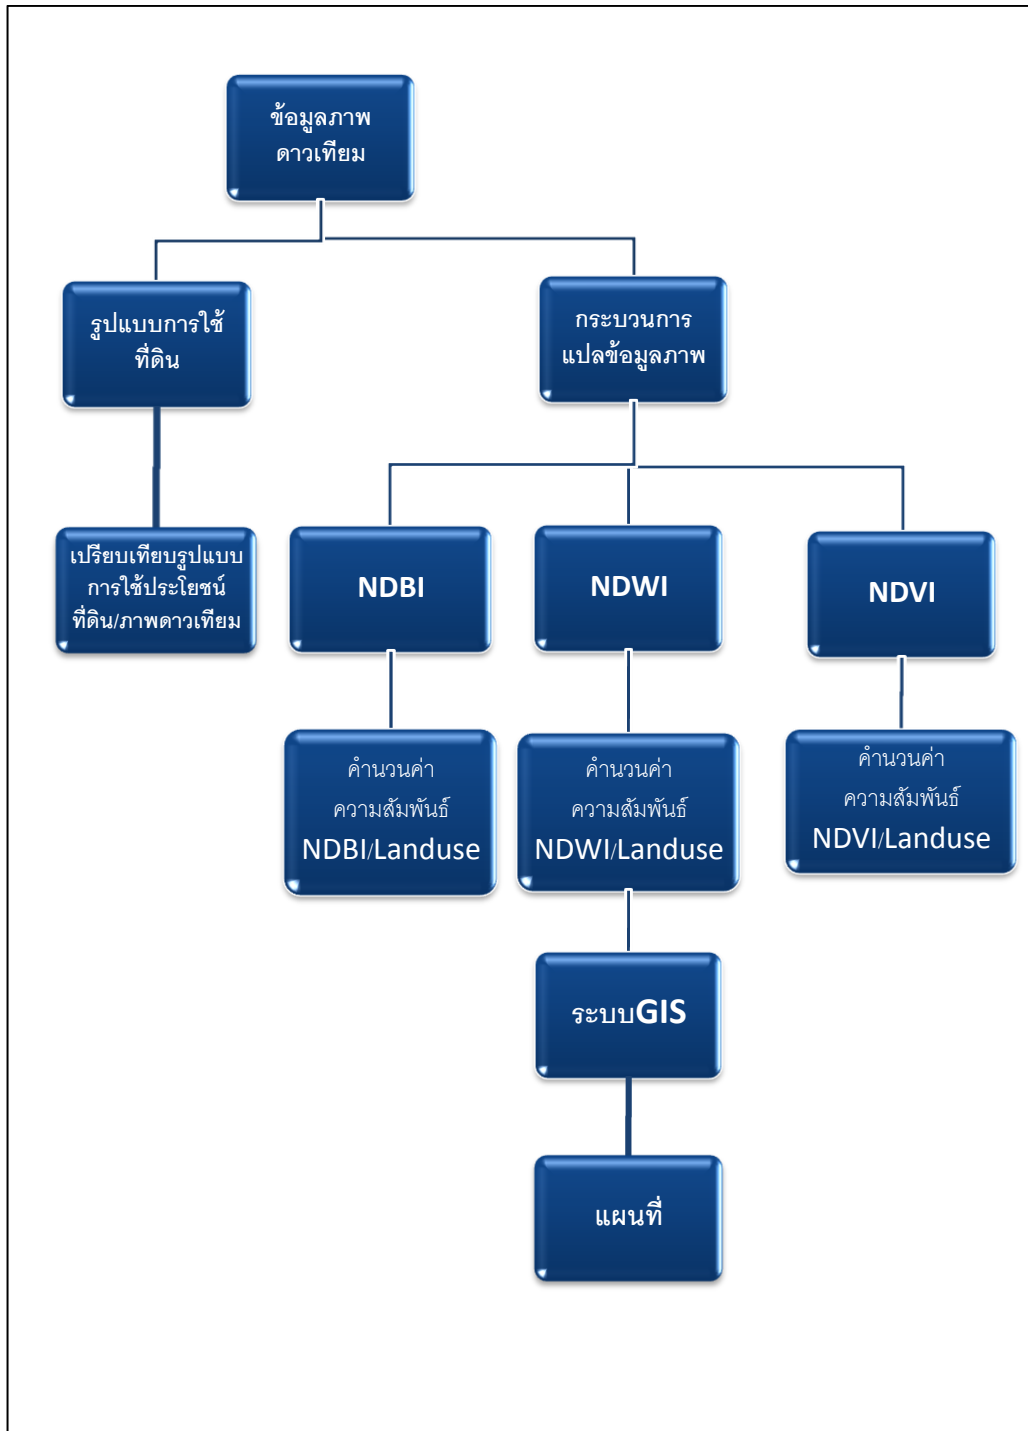 ข้อมูลภาพ
ดาวเทียม
รูปแบบการใช้
ที่ดิน
กระบวนการ
แปลข้อมูลภาพ
เปรียบเทียบรูปแบบ
การใช้ประโยชน์
ที่ดิน/ภาพดาวเทียม
NDBI
NDWI
NDVI
คำนวนค่า
ความสัมพันธ์
NDBI/Landuse
คำนวนค่า
ความสัมพันธ์
NDWI/Landuse
คำนวนค่า
ความสัมพันธ์
NDVI/Landuse
ระบบGIS
แผนที่